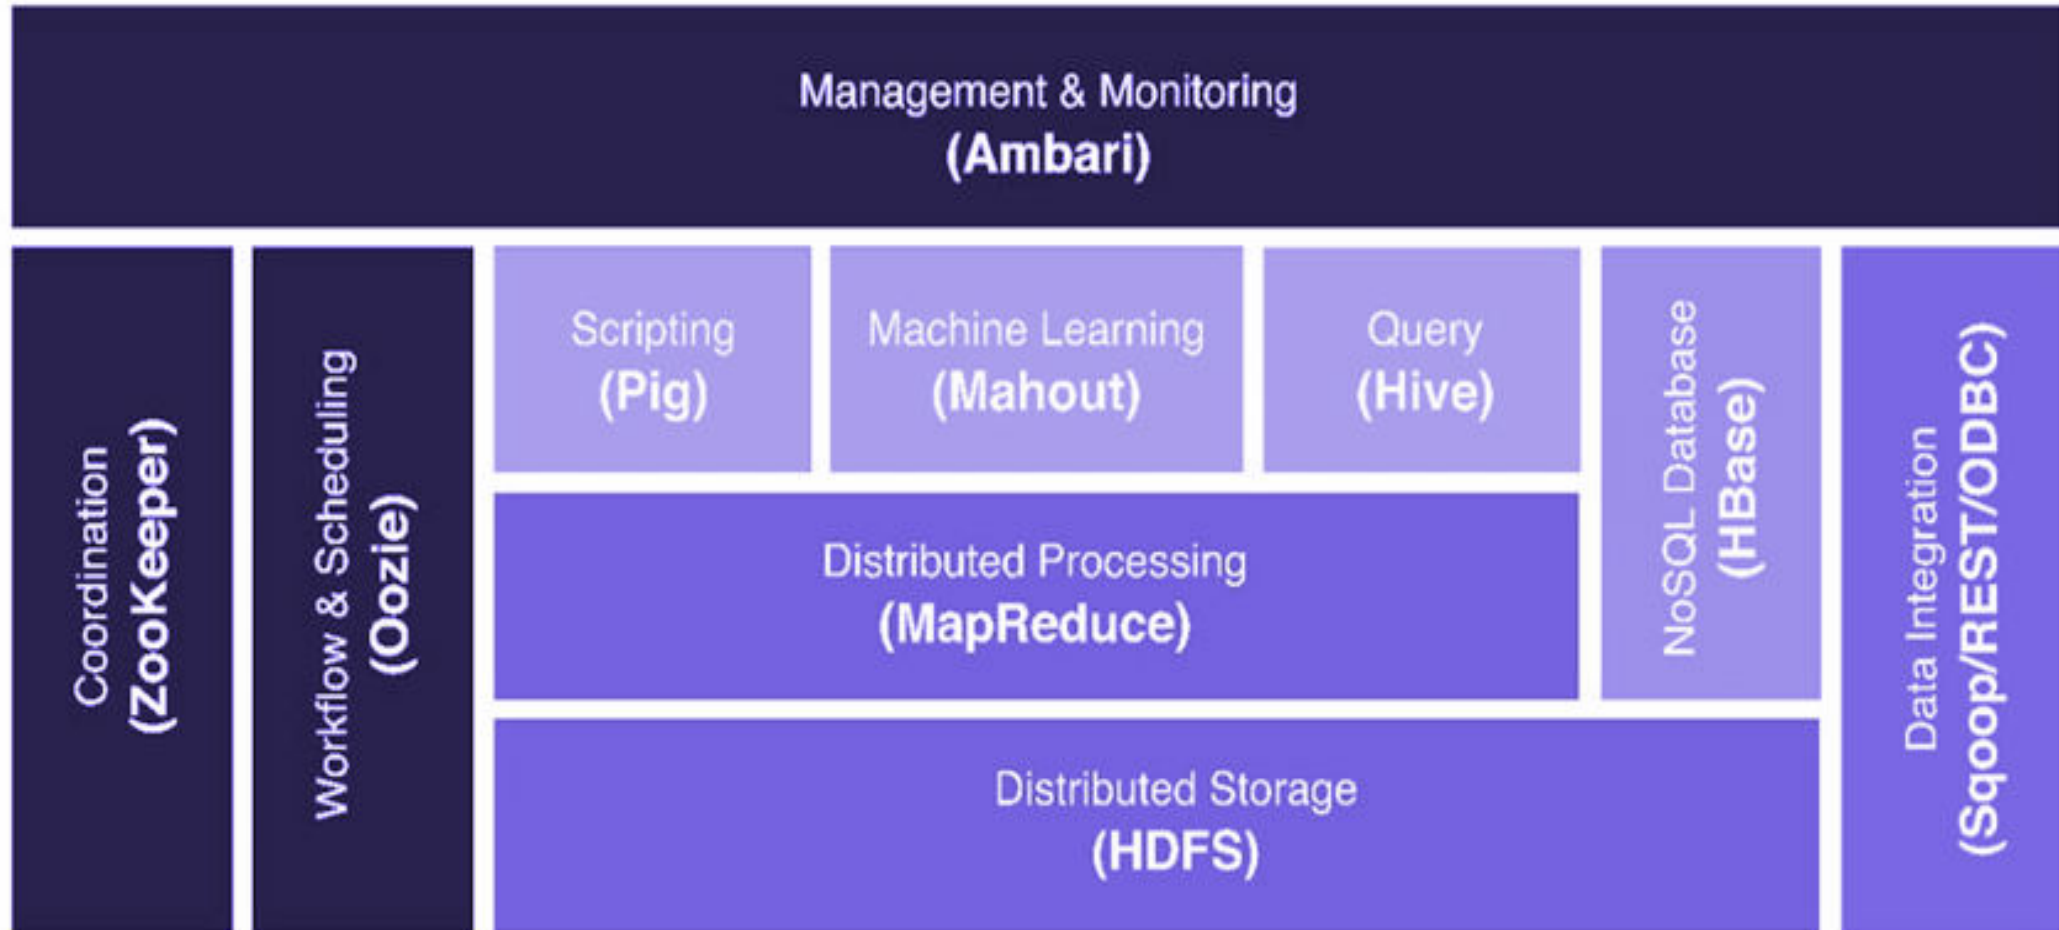 Management & Monitoring
(Ambari)
Coordination
(ZooKeeper)
Workflow & Scheduling
(Oozie)
Scripting
(Pig)
Machine Learning
(Mahout)
Query
(Hive)
NoSQL Database
(HBase)
Data Integration
(Sqoop/REST/ODBC)
Distributed Processing
(MapReduce)
Distributed Storage
(HDFS)